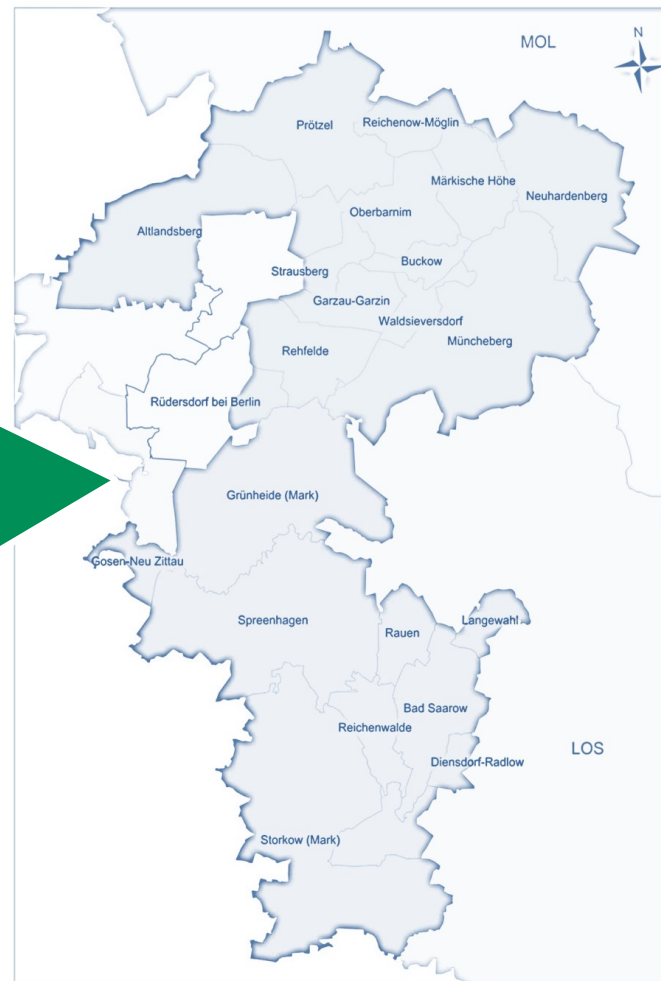 MOL
N
Prötzel
Reichenow-Möglin
Märkische Höhe
Neuhardenberg
Oberbarnim
Altlandsberg
Buckow
Strausberg
Garzau-Garzin
Waldsieversdorf
Müncheberg
Rehfelde
Rüdersdorf bei Berlin
Grünheide (Mark)
Gosen-Neu Zittau
Spreenhagen
Langewahl
Rauen
Bad Saarow
Reichenwalde
LOS
Diensdorf-Radlow
Storkow (Mark)